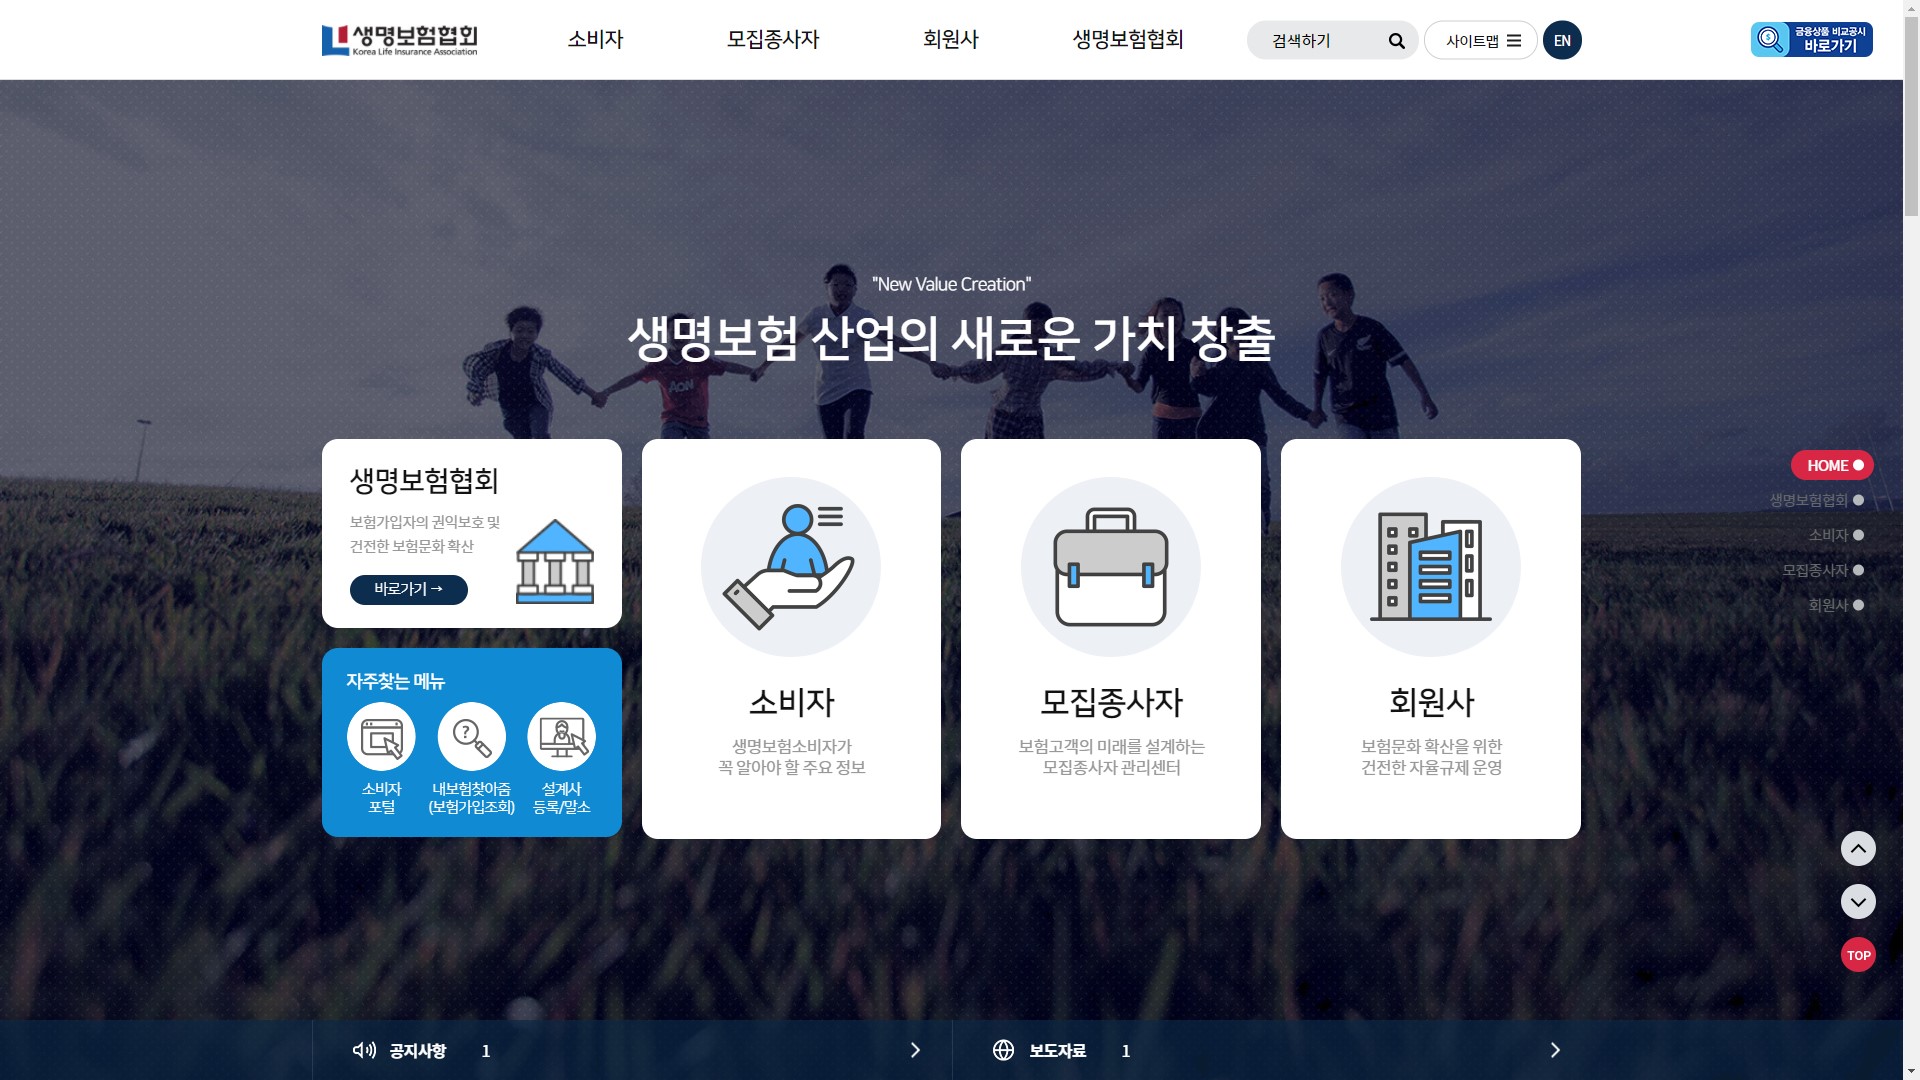 생명보험협회
Korea Life Insurance Association
소비자
모집종사자
회원사
생명보험협회
검색하기
사이트맵
EN
금융상품 비교공시
바로가기
"New Value Creation"
생명보험 산업의 새로운 가치 창출
AON
생명보험협회
보험가입자의 권익보호 및
건전한 보험문화 확산
바로가기 →
자주찾는 메뉴
소비자
포털
내보험찾아줌
(보험가입조회)
설계사
등록/말소
소비자
생명보험소비자가
꼭 알아야 할 주요 정보
모집종사자
보험고객의 미래를 설계하는
모집종사자 관리센터
회원사
보험문화 확산을 위한
건전한 자율규제 운영
HOME
생명보험협회
소비자
모집종사자
회원사
TOP
공지사항 1
보도자료 1